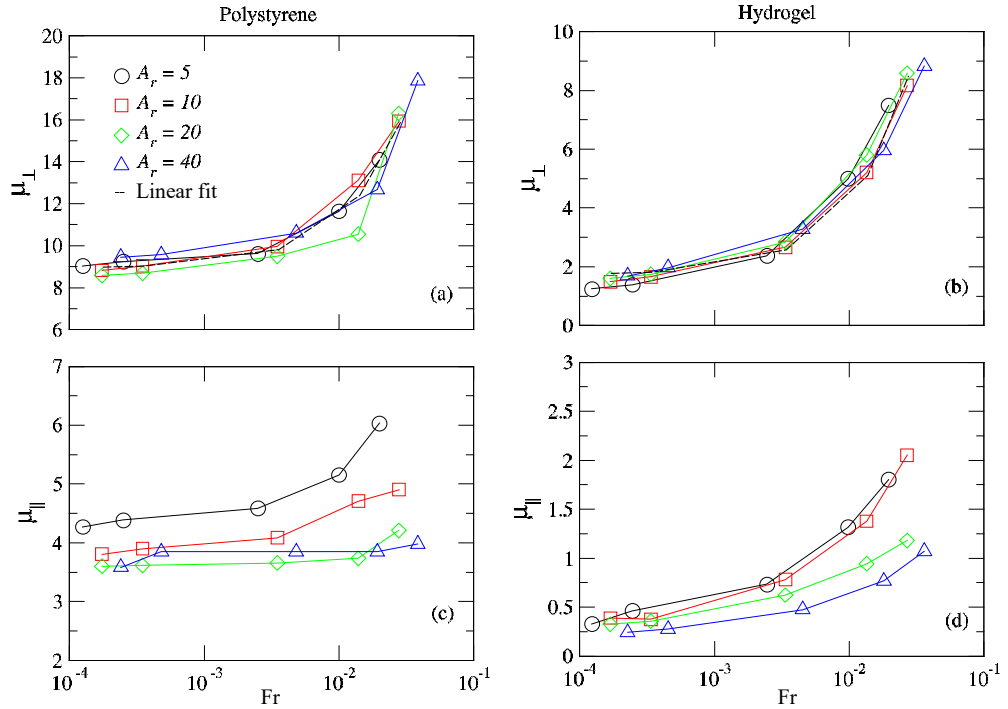 Polystyrene
Hydrogel
20
18
16
14
12
10
8
6
μ⊥
A_r = 5
A_r = 10
A_r = 20
A_r = 40
-- Linear fit
(a)
10
8
6
4
2
0
μ⊥
(b)
7
6
5
4
3
2
μ∥
(c)
10^-4
10^-3
10^-2
10^-1
Fr
3
2.5
2
1.5
1
0.5
0
μ∥
(d)
10^-4
10^-3
10^-2
10^-1
Fr